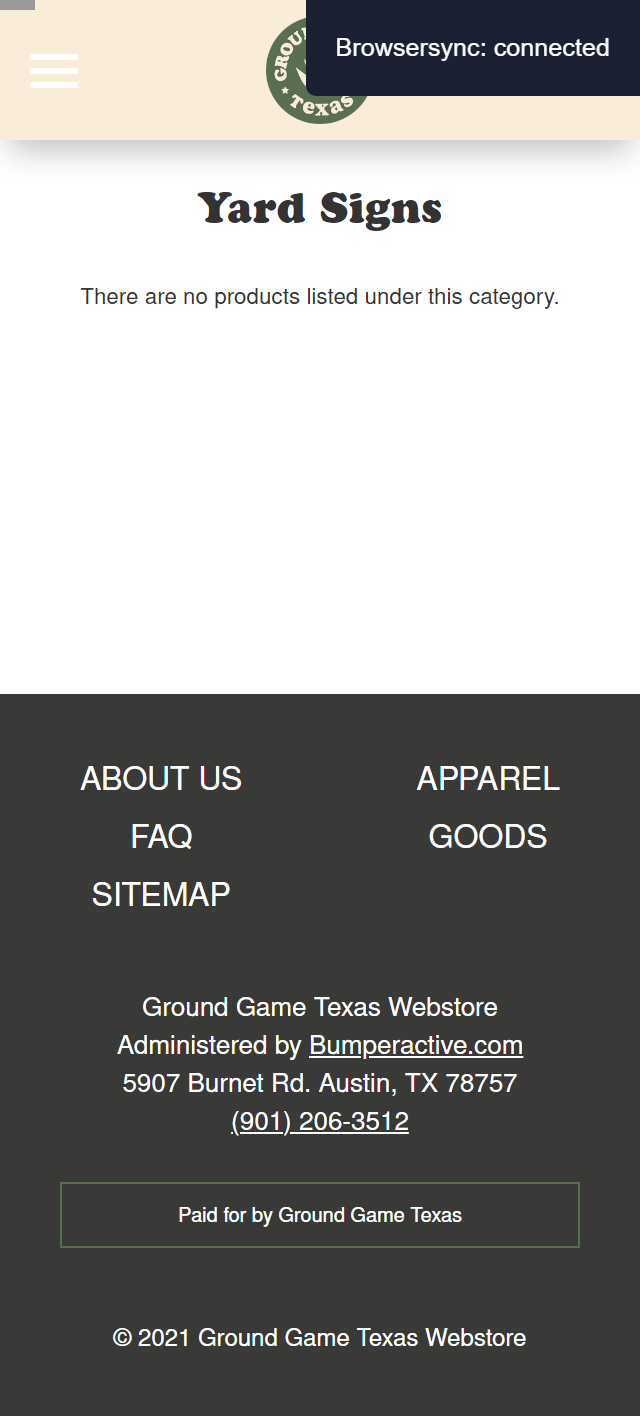 GROUN
Texas
Browsersync: connected
Yard Signs
There are no products listed under this category.
ABOUT US
APPAREL
FAQ
GOODS
SITEMAP
Ground Game Texas Webstore
Administered by Bumperactive.com
5907 Burnet Rd. Austin, TX 78757
(901) 206-3512
Paid for by Ground Game Texas
© 2021 Ground Game Texas Webstore